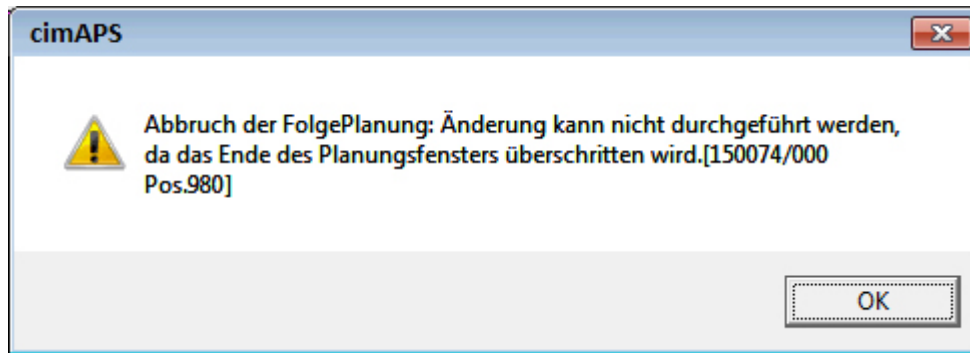 cimAPS
Abbruch der FolgePlanung: Änderung kann nicht durchgeführt werden,
da das Ende des Planungsfensters überschritten wird.[150074/000
Pos.980]
OK